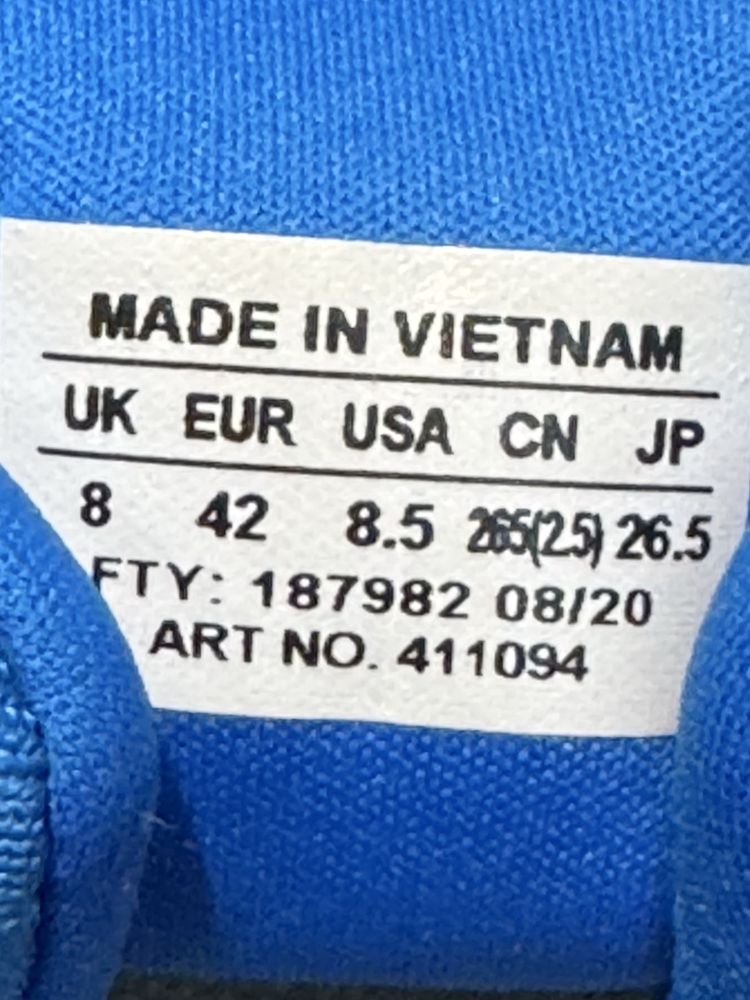 MADE IN VIETNAM
UK EUR USA CN JP
8 42 8.5 265(2.5) 26.5
FTY: 187982 08/20
ART NO. 411094